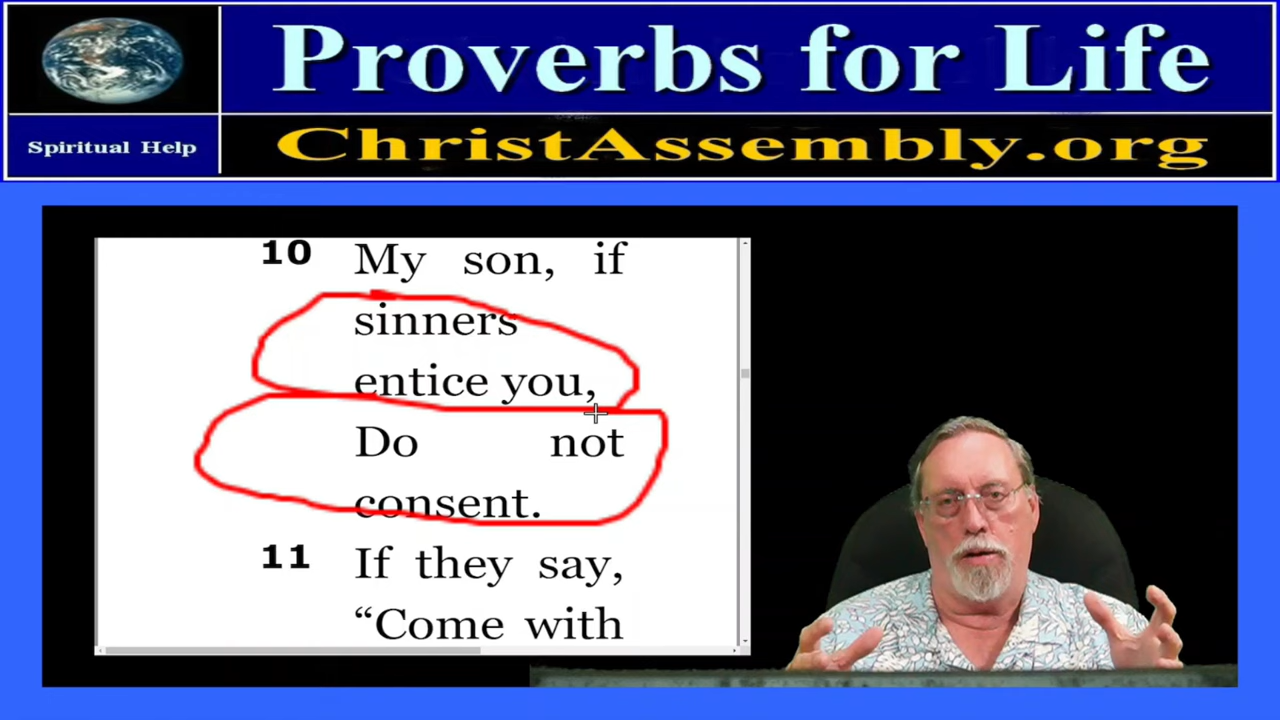 Proverbs for Life
Spiritual Help
ChristAssembly.org
10 My son, if
sinners
entice you,
Do not
consent.
11 If they say,
“Come with